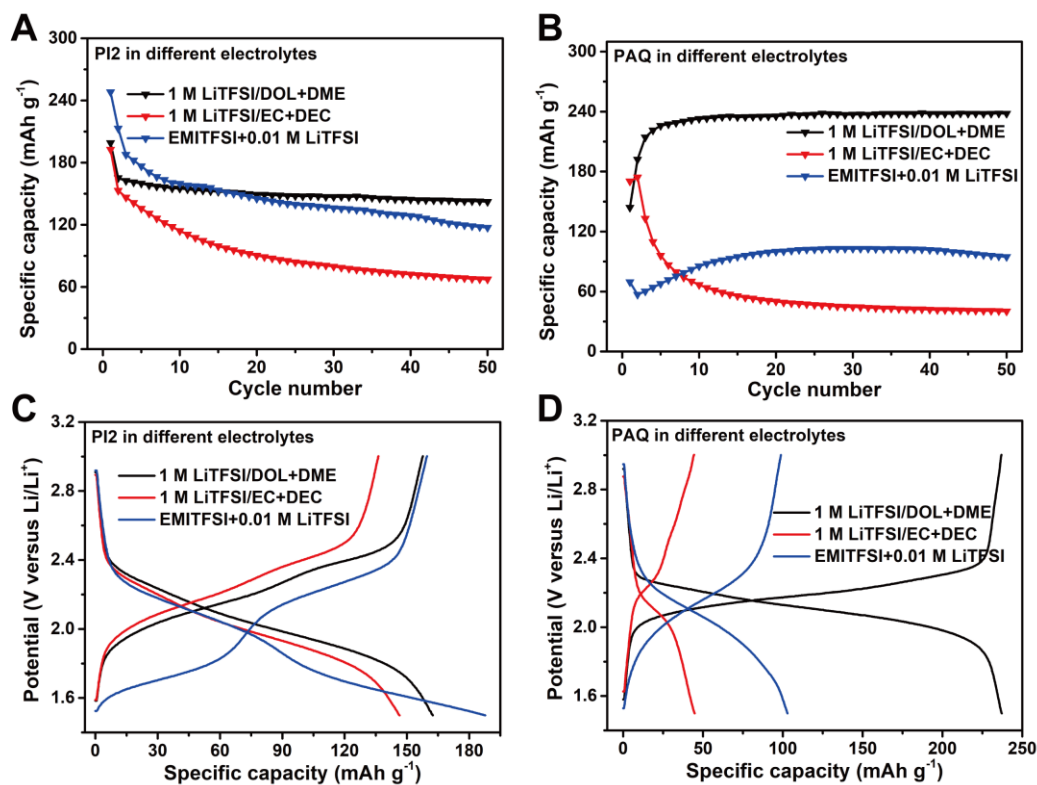 A
PI2 in different electrolytes
1 M LiTFSI/DOL+DME
1 M LiTFSI/EC+DEC
EMITFSI+0.01 M LiTFSI
Specific capacity (mAh g⁻¹)
300
240
180
120
60
0
0 10 20 30 40 50
Cycle number
B
PAQ in different electrolytes
1 M LiTFSI/DOL+DME
1 M LiTFSI/EC+DEC
EMITFSI+0.01 M LiTFSI
Specific capacity (mAh g⁻¹)
300
240
180
120
60
0
0 10 20 30 40 50
Cycle number
C
PI2 in different electrolytes
1 M LiTFSI/DOL+DME
1 M LiTFSI/EC+DEC
EMITFSI+0.01 M LiTFSI
Potential (V versus Li/Li⁺)
3.2
2.8
2.4
2.0
1.6
0 30 60 90 120 150 180
Specific capacity (mAh g⁻¹)
D
PAQ in different electrolytes
1 M LiTFSI/DOL+DME
1 M LiTFSI/EC+DEC
EMITFSI+0.01 M LiTFSI
Potential (V versus Li/Li⁺)
3.2
2.8
2.4
2.0
1.6
0 50 100 150 200 250
Specific capacity (mAh g⁻¹)